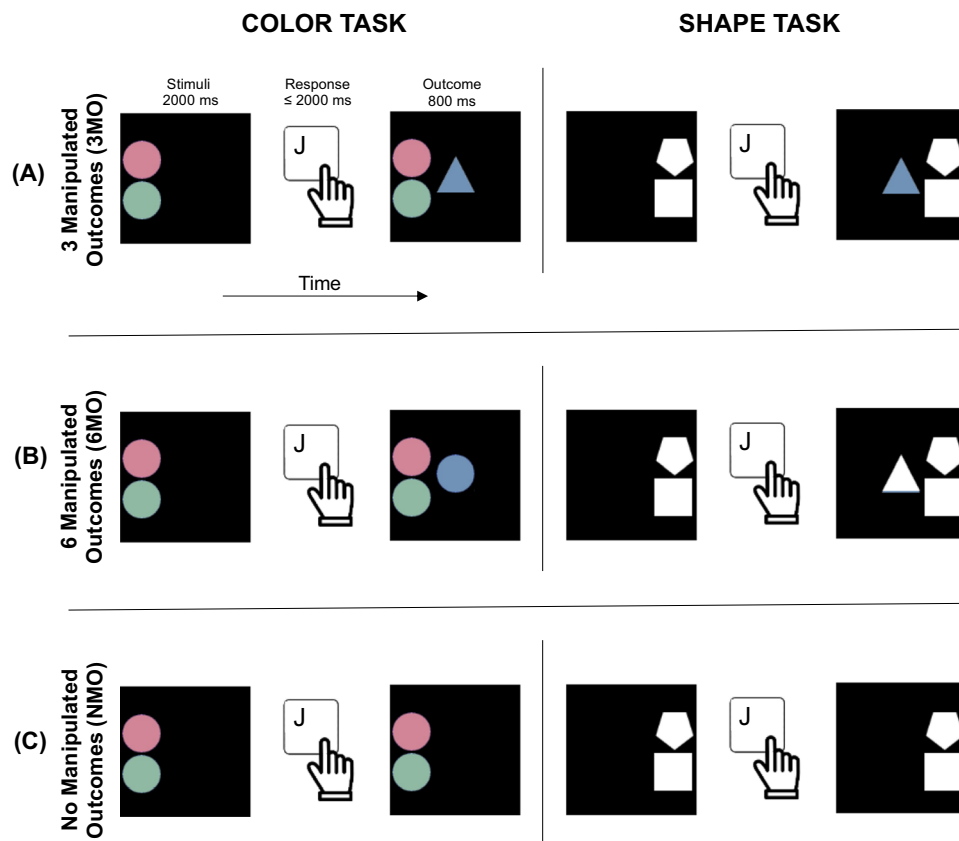 COLOR TASK
SHAPE TASK
(A)
3 Manipulated
Outcomes (3MO)
Stimuli
2000 ms
Response
≤ 2000 ms
Outcome
800 ms
J
J
Time
(B)
6 Manipulated
Outcomes (6MO)
J
J
(C)
No Manipulated
Outcomes (NMO)
J
J